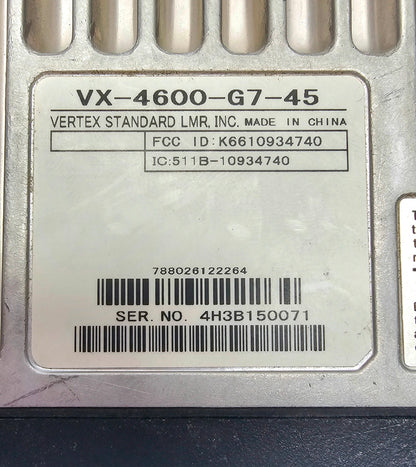 VX-4600-G7-45
VERTEX STANDARD LMR, INC. MADE IN CHINA
FCC ID:K6610934740
IC:511B-10934740
788026122264
SER. NO. 4H3B150071